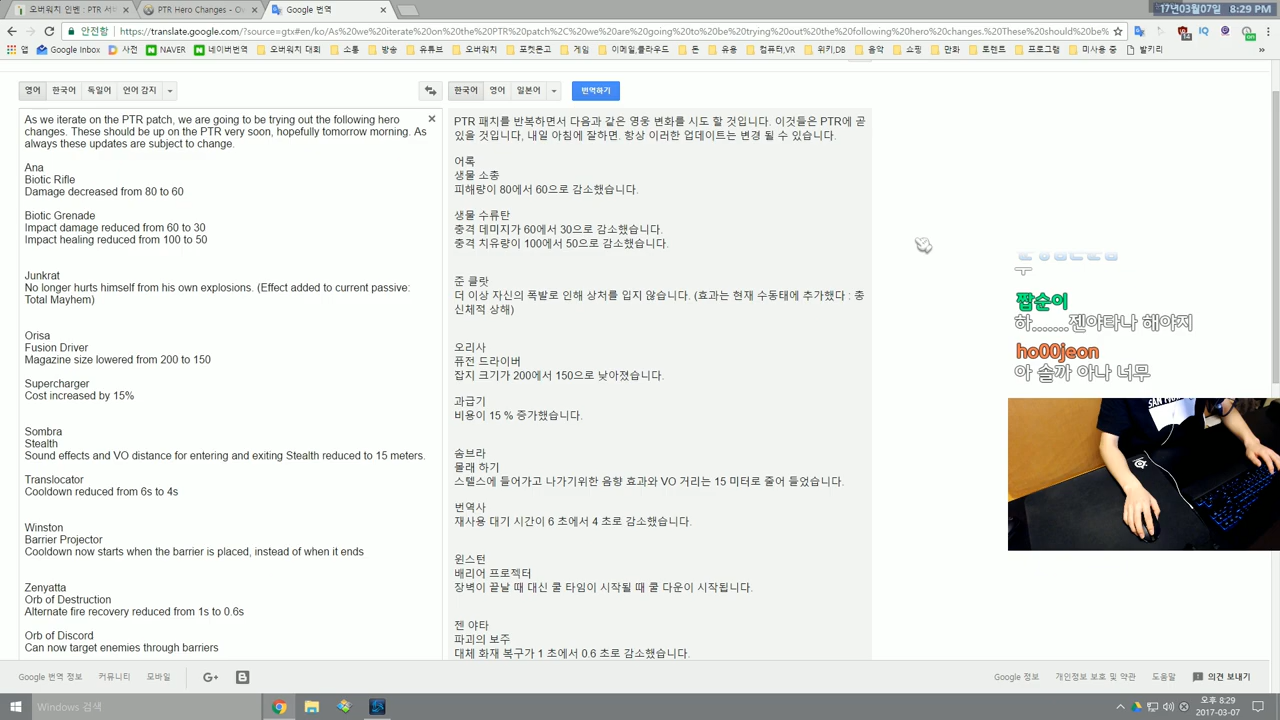 오버워치 인벤 : PTR 서
PTR Hero Changes - Ov
Google 번역
17년03월07일 8:29 PM
안전함
https://translate.google.com/?source=gtx#en/ko/As%20we%20iterate%20on%20the%20PTR%20patch%2C%20we%20are%20going%20to%20be%20trying%20out%20the%20following%20hero%20changes.%20These%20should%20be%
앱 Google Inbox 사전 NAVER 네이버번역 오버워치 대회 소통 방송 유튜브 오버워치 포켓몬고 게임 이메일,클라우드 돈 유용 컴퓨터,VR 위키,DB 음악 쇼핑 만화 토렌트 프로그램 미사용 중 발키리
영어 한국어 독일어 언어 감지
한국어 영어 일본어 번역하기
As we iterate on the PTR patch, we are going to be trying out the following hero
changes. These should be up on the PTR very soon, hopefully tomorrow morning. As
always these updates are subject to change.
Ana
Biotic Rifle
Damage decreased from 80 to 60
Biotic Grenade
Impact damage reduced from 60 to 30
Impact healing reduced from 100 to 50
Junkrat
No longer hurts himself from his own explosions. (Effect added to current passive:
Total Mayhem)
Orisa
Fusion Driver
Magazine size lowered from 200 to 150
Supercharger
Cost increased by 15%
Sombra
Stealth
Sound effects and VO distance for entering and exiting Stealth reduced to 15 meters.
Translocator
Cooldown reduced from 6s to 4s
Winston
Barrier Projector
Cooldown now starts when the barrier is placed, instead of when it ends
Zenyatta
Orb of Destruction
Alternate fire recovery reduced from 1s to 0.6s
Orb of Discord
Can now target enemies through barriers
PTR 패치를 반복하면서 다음과 같은 영웅 변화를 시도 할 것입니다. 이것들은 PTR에 곧
있을 것입니다, 내일 아침에 잘하면. 항상 이러한 업데이트는 변경 될 수 있습니다.
어록
생물 소총
피해량이 80에서 60으로 감소했습니다.
생물 수류탄
충격 데미지가 60에서 30으로 감소했습니다.
충격 치유량이 100에서 50으로 감소했습니다.
준 클랏
더 이상 자신의 폭발로 인해 상처를 입지 않습니다. (효과는 현재 수동태에 추가했다 : 총
신체적 상해)
오리사
퓨전 드라이버
잡지 크기가 200에서 150으로 낮아졌습니다.
과급기
비용이 15 % 증가했습니다.
솜브라
몰래 하기
스텔스에 들어가고 나가기위한 음향 효과와 VO 거리는 15 미터로 줄어 들었습니다.
번역사
재사용 대기 시간이 6 초에서 4 초로 감소했습니다.
윈스턴
배리어 프로젝터
장벽이 끝날 때 대신 쿨 타임이 시작될 때 쿨 다운이 시작됩니다.
젠 야타
파괴의 보주
대체 화재 복구가 1 초에서 0.6 초로 감소했습니다.
짭순이
하.......젠야타나 해야지
ho00jeon
아 솔까 아나 너무
SAN
Google 번역 정보 커뮤니티 모바일 G+
Google 정보 개인정보 보호 및 약관 도움말 의견 보내기
Windows 검색
오후 8:29
2017-03-07